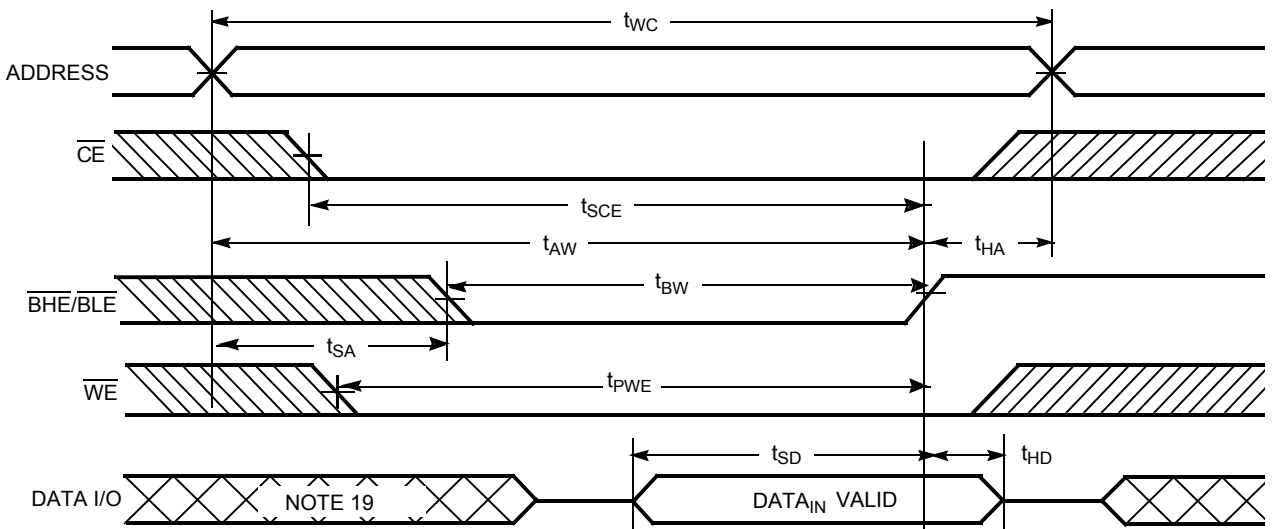 tWC
ADDRESS
CE
tSCE
tAW
tHA
BHE/BLE
tBW
tSA
WE
tPWE
tSD
tHD
DATA I/O
NOTE 19
DATAIN VALID